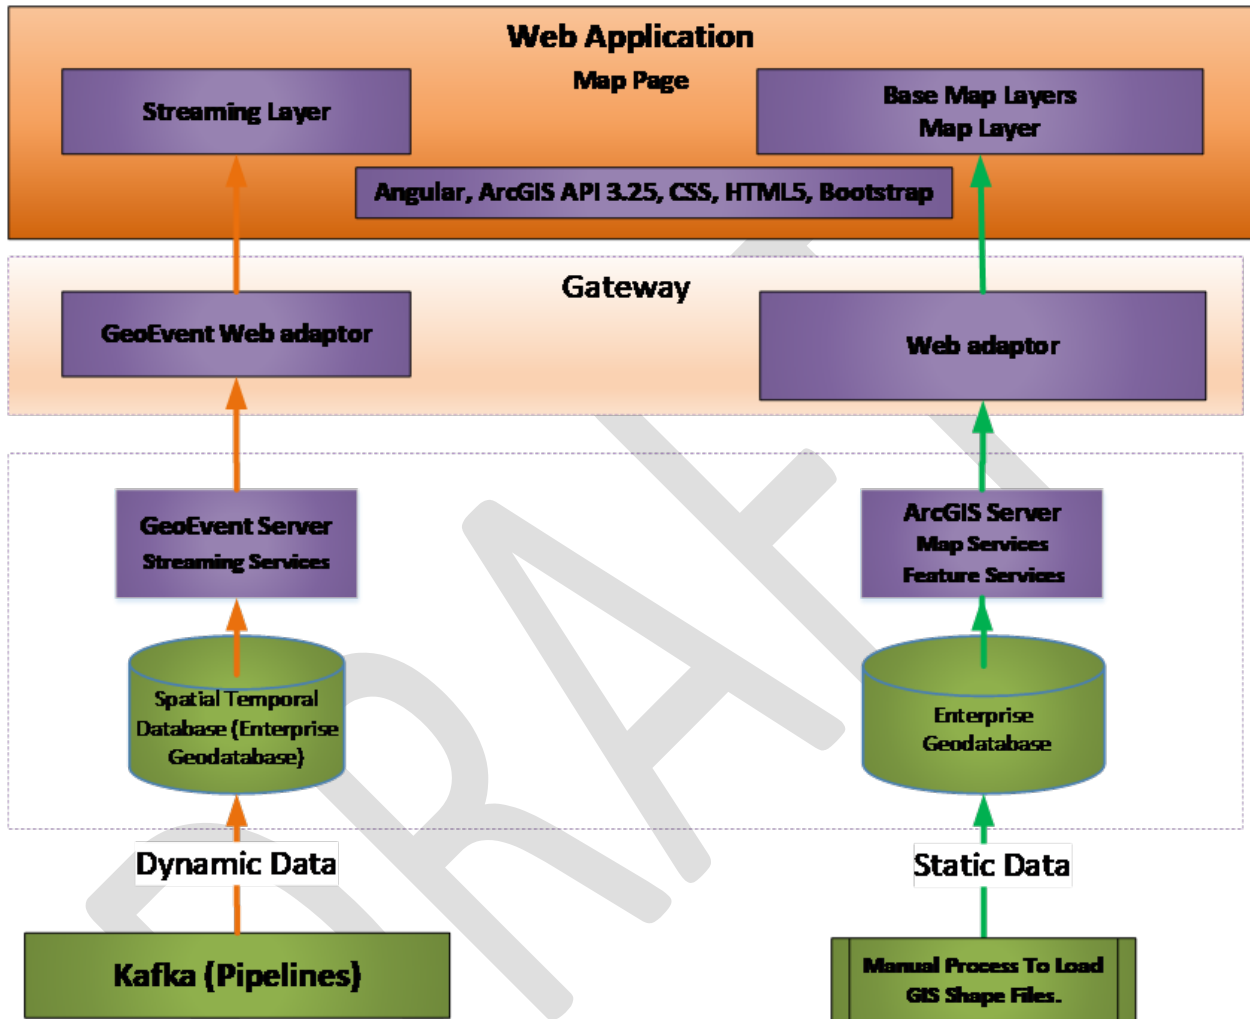 Web Application
Map Page
Streaming Layer
Base Map Layers
Map Layer
Angular, ArcGIS API 3.25, CSS, HTML5, Bootstrap
Gateway
GeoEvent Web adaptor
Web adaptor
GeoEvent Server
Streaming Services
ArcGIS Server
Map Services
Feature Services
Spatial Temporal
Database (Enterprise
Geodatabase)
Enterprise
Geodatabase
Dynamic Data
Static Data
Kafka (Pipelines)
Manual Process To Load
GIS Shape Files.
DRAFT